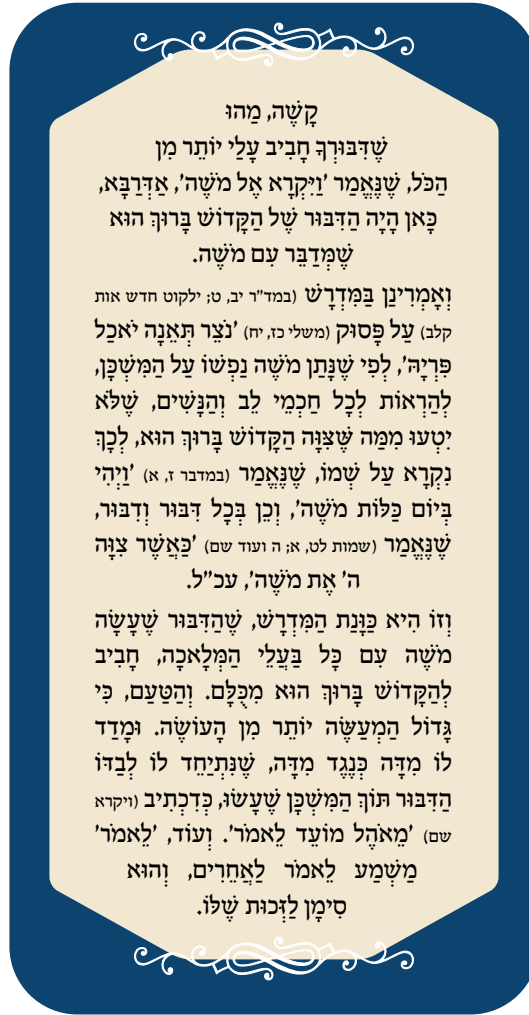 קָשֶׁה, מַהוּ
שֶׁדִּבּוּרְךָ חָבִיב עָלַי יוֹתֵר מִן
הַכֹּל, שֶׁנֶּאֱמַר 'וַיִּקְרָא אֶל מֹשֶׁה', אַדְּרַבָּא,
כָּאן הָיָה הַדִּבּוּר שֶׁל הַקָּדוֹשׁ בָּרוּךְ הוּא
שֶׁמְּדַבֵּר עִם מֹשֶׁה.
וְאָמְרִינַן בַּמִּדְרָשׁ (במד״ר יב, ט; ילקוט חדש אות
קלב) עַל פָּסוּק (משלי כז, יח) 'נֹצֵר תְּאֵנָה יֹאכַל
פִּרְיָהּ', לְפִי שֶׁנָּתַן מֹשֶׁה נַפְשׁוֹ עַל הַמִּשְׁכָּן,
לְהַרְאוֹת לְכָל חַכְמֵי לֵב וְהַנָּשִׁים, שֶׁלֹּא
יִטְעוּ מִמַּה שֶּׁצִּוָּה הַקָּדוֹשׁ בָּרוּךְ הוּא, לְכָךְ
נִקְרָא עַל שְׁמוֹ, שֶׁנֶּאֱמַר (במדבר ז, א) 'וַיְהִי
בְּיוֹם כַּלּוֹת מֹשֶׁה', וְכֵן בְּכָל דִּבּוּר וְדִבּוּר,
שֶׁנֶּאֱמַר (שמות לט, א; ה ועוד שם) 'כַּאֲשֶׁר צִוָּה
ה' אֶת מֹשֶׁה', עכ״ל.
וְזוֹ הִיא כַּוָּנַת הַמִּדְרָשׁ, שֶׁהַדִּבּוּר שֶׁעָשָׂה
מֹשֶׁה עִם כָּל בַּעֲלֵי הַמְּלָאכָה, חָבִיב
לְהַקָּדוֹשׁ בָּרוּךְ הוּא מִכֻּלָּם. וְהַטַּעַם, כִּי
גָּדוֹל הַמְעַשֶּׂה יוֹתֵר מִן הָעוֹשֶׂה. וּמָדַד
לוֹ מִדָּה כְּנֶגֶד מִדָּה, שֶׁנִּתְיַחֵד לוֹ לְבַדּוֹ
הַדִּבּוּר תּוֹךְ הַמִּשְׁכָּן שֶׁעָשׂוּ, כְּדִכְתִיב (ויקרא
שם) 'מֵאֹהֶל מוֹעֵד לֵאמֹר'. וְעוֹד, 'לֵאמֹר'
מַשְׁמַע לֵאמֹר לַאֲחֵרִים, וְהוּא
סִימָן לַזְּכוּת שֶׁלּוֹ.